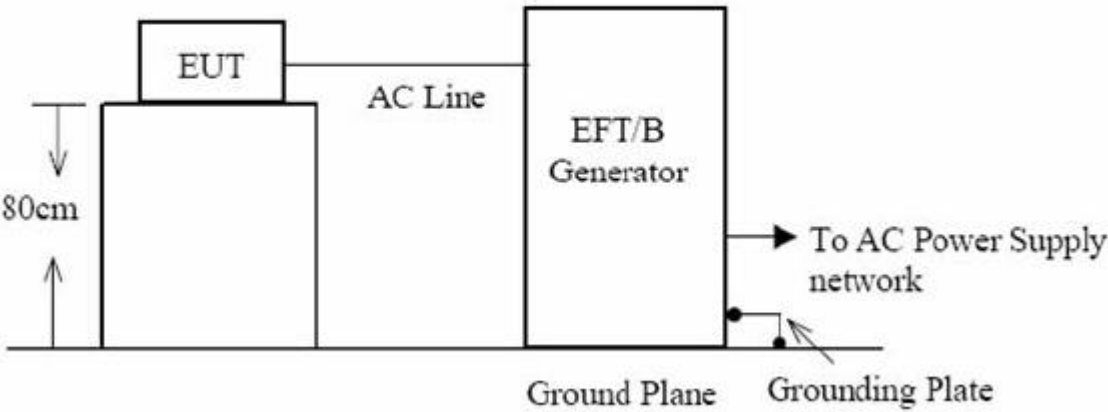 EUT
AC Line
EFT/B
Generator
80cm
To AC Power Supply
network
Ground Plane
Grounding Plate